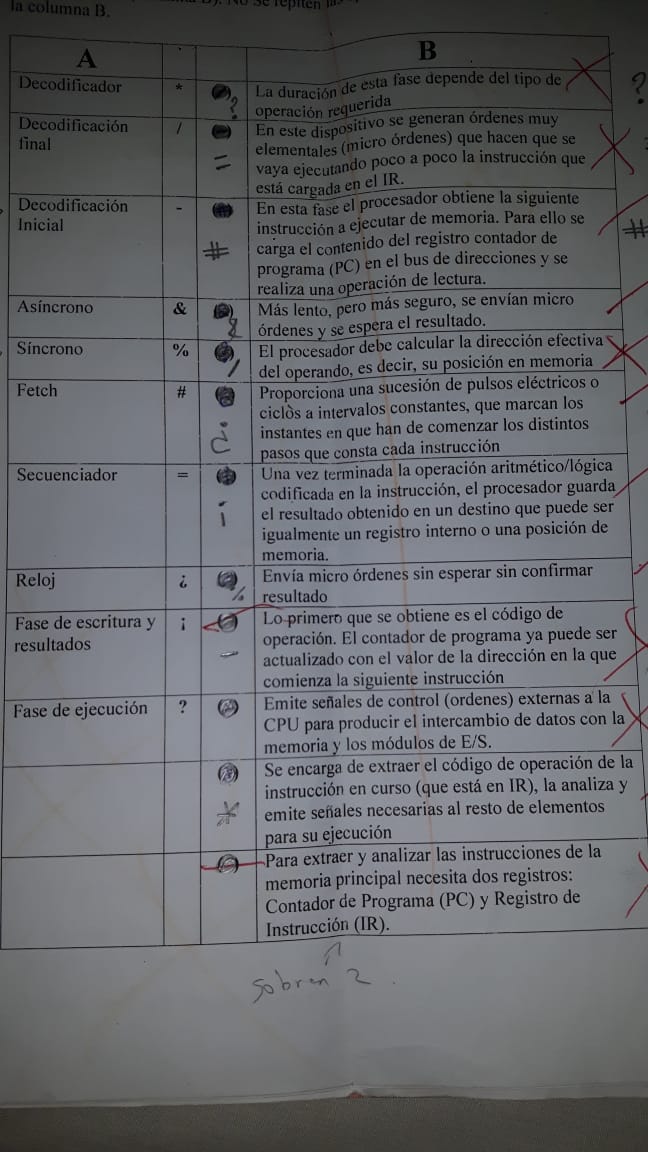 la columna B.
No se repiten las
A
B
Decodificador
*
?
La duración de esta fase depende del tipo de
operación requerida
?
Decodificación
final
/
=
En este dispositivo se generan órdenes muy
elementales (micro órdenes) que hacen que se
vaya ejecutando poco a poco la instrucción que
está cargada en el IR.
Decodificación
Inicial
-
#
En esta fase el procesador obtiene la siguiente
instrucción a ejecutar de memoria. Para ello se
carga el contenido del registro contador de
programa (PC) en el bus de direcciones y se
realiza una operación de lectura.
#
Asíncrono
&
&
Más lento, pero más seguro, se envían micro
órdenes y se espera el resultado.
Síncrono
%
/
El procesador debe calcular la dirección efectiva
del operando, es decir, su posición en memoria
Fetch
#
¿
Proporciona una sucesión de pulsos eléctricos o
ciclos a intervalos constantes, que marcan los
instantes en que han de comenzar los distintos
pasos que consta cada instrucción
Secuenciador
=
¡
Una vez terminada la operación aritmético/lógica
codificada en la instrucción, el procesador guarda
el resultado obtenido en un destino que puede ser
igualmente un registro interno o una posición de
memoria.
Reloj
¿
%
Envía micro órdenes sin esperar sin confirmar
resultado
Fase de escritura y
resultados
¡
-
Lo primero que se obtiene es el código de
operación. El contador de programa ya puede ser
actualizado con el valor de la dirección en la que
comienza la siguiente instrucción
Fase de ejecución
?
Emite señales de control (ordenes) externas a la
CPU para producir el intercambio de datos con la
memoria y los módulos de E/S.
*
Se encarga de extraer el código de operación de la
instrucción en curso (que está en IR), la analiza y
emite señales necesarias al resto de elementos
para su ejecución
Para extraer y analizar las instrucciones de la
memoria principal necesita dos registros:
Contador de Programa (PC) y Registro de
Instrucción (IR).
sobran 2